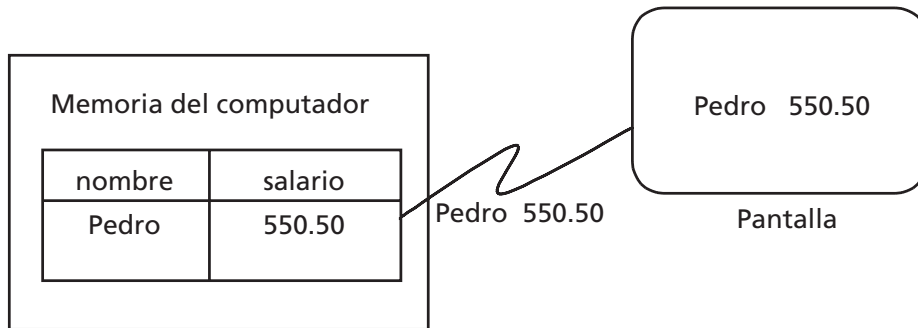 Memoria del computador
nombre salario
Pedro 550.50
Pedro 550.50
Pedro 550.50
Pantalla